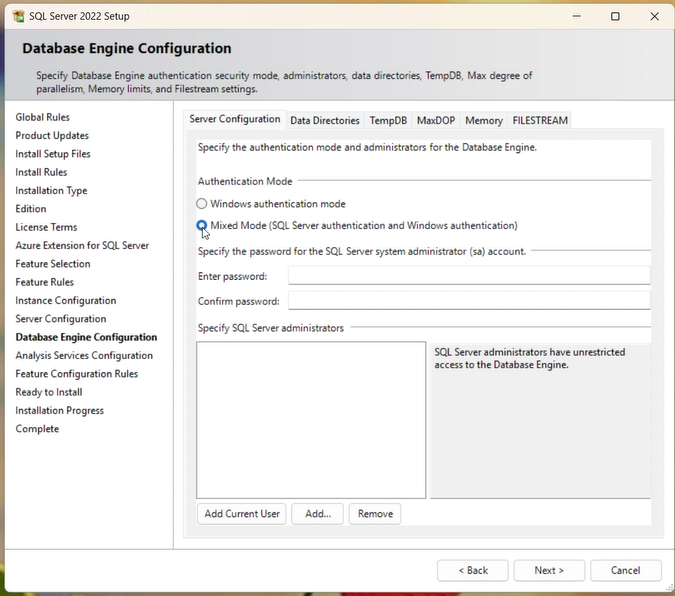 SQL Server 2022 Setup
Database Engine Configuration
Specify Database Engine authentication security mode, administrators, data directories, TempDB, Max degree of
parallelism, Memory limits, and Filestream settings.
Global Rules
Product Updates
Install Setup Files
Install Rules
Installation Type
Edition
License Terms
Azure Extension for SQL Server
Feature Selection
Feature Rules
Instance Configuration
Server Configuration
Database Engine Configuration
Analysis Services Configuration
Feature Configuration Rules
Ready to Install
Installation Progress
Complete
Server Configuration Data Directories TempDB MaxDOP Memory FILESTREAM
Specify the authentication mode and administrators for the Database Engine.
Authentication Mode
Windows authentication mode
Mixed Mode (SQL Server authentication and Windows authentication)
Specify the password for the SQL Server system administrator (sa) account.
Enter password:
Confirm password:
Specify SQL Server administrators
SQL Server administrators have unrestricted
access to the Database Engine.
Add Current User Add... Remove
< Back Next > Cancel